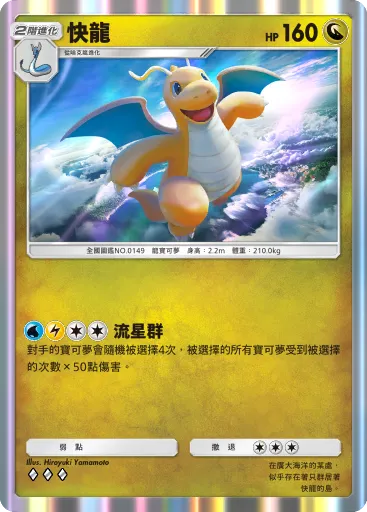 2階進化 快龍 HP 160
從哈克龍進化
全國圖鑑NO.0149 龍寶可夢 身高：2.2m 體重：210.0kg
流星群
對手的寶可夢會隨機被選擇4次，被選擇的所有寶可夢受到被選擇
的次數×50點傷害。
弱點 撤退
Illus. Hiroyuki Yamamoto
在廣大海洋的某處，
似乎存在著只群居著
快龍的島。